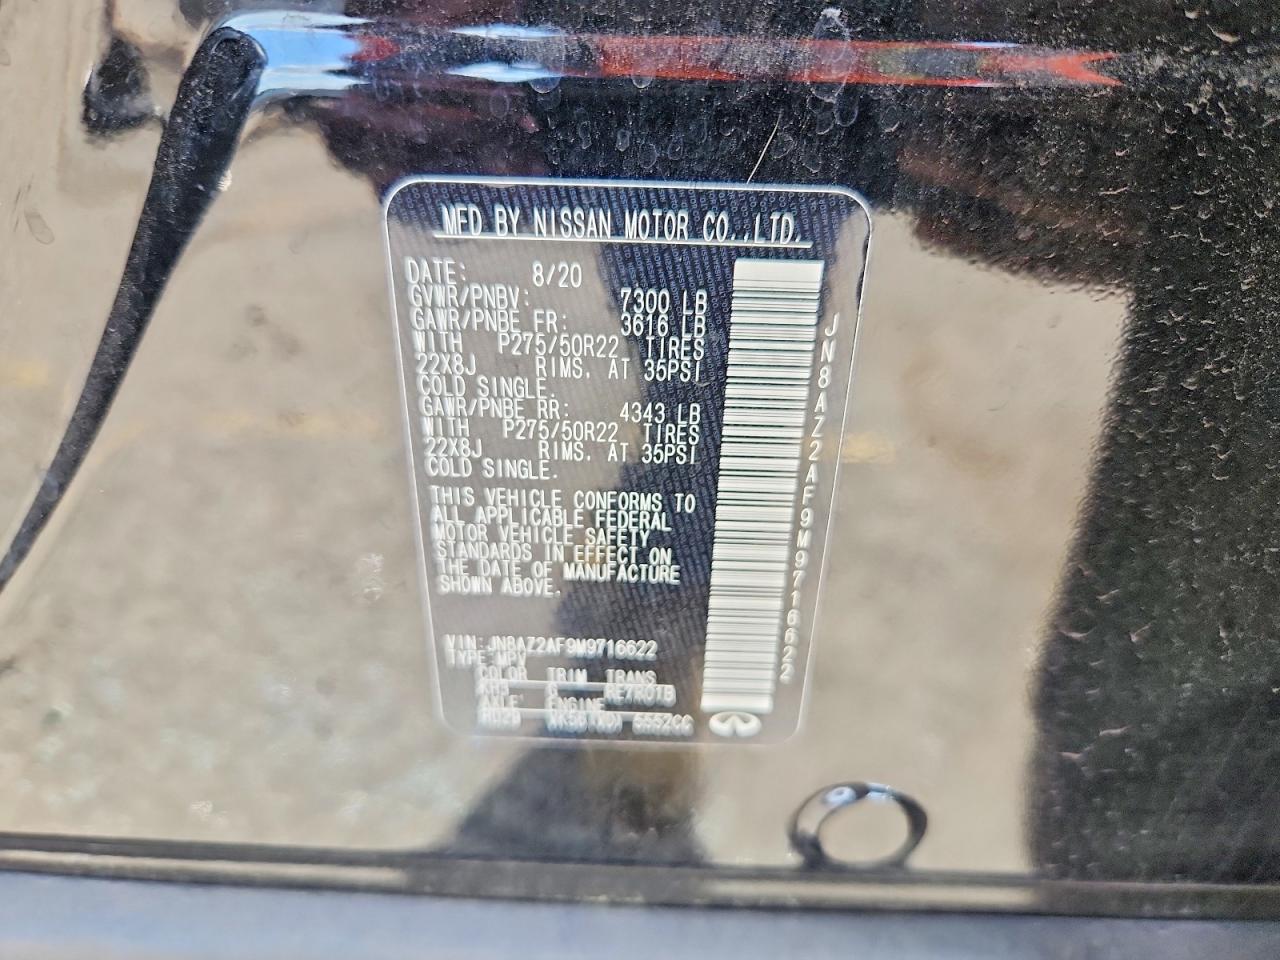 MFD BY NISSAN MOTOR CO.,LTD.
DATE: 8/20
GVWR/PNBV: 7300 LB
GAWR/PNBE FR: 3616 LB
WITH P275/50R22 TIRES
22X8J RIMS, AT 35PSI
COLD SINGLE.
GAWR/PNBE RR: 4343 LB
WITH P275/50R22 TIRES
22X8J RIMS, AT 35PSI
COLD SINGLE.
THIS VEHICLE CONFORMS TO
ALL APPLICABLE FEDERAL
MOTOR VEHICLE SAFETY
STANDARDS IN EFFECT ON
THE DATE OF MANUFACTURE
SHOWN ABOVE.
VIN:JN8AZ2AF9M9716622
TYPE:MPV
COLOR TRIM TRANS
RE7R01B
AXLE ENGINE
5552CC
JN8AZ2AF9M9716622